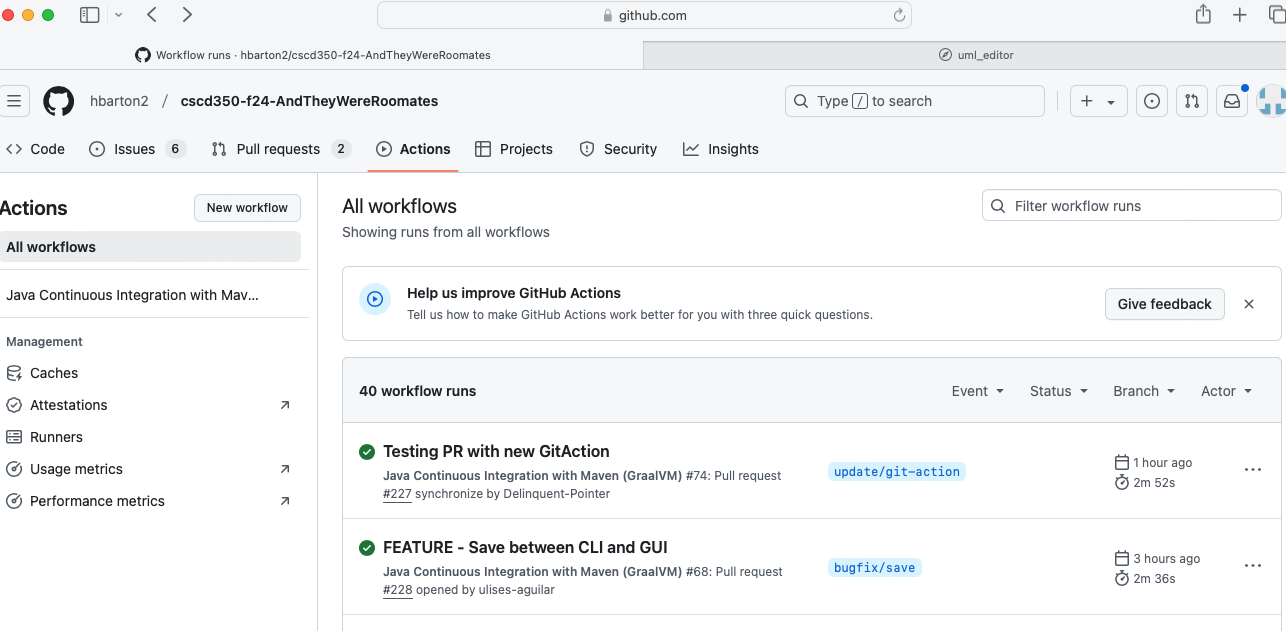 github.com
Workflow runs · hbarton2/cscd350-f24-AndTheyWereRoomates
uml_editor
hbarton2 / cscd350-f24-AndTheyWereRoomates
Type / to search
Code
Issues 6
Pull requests 2
Actions
Projects
Security
Insights
Actions
New workflow
All workflows
Java Continuous Integration with Mav...
Management
Caches
Attestations
Runners
Usage metrics
Performance metrics
All workflows
Showing runs from all workflows
Filter workflow runs
Help us improve GitHub Actions
Tell us how to make GitHub Actions work better for you with three quick questions.
Give feedback
40 workflow runs
Event
Status
Branch
Actor
Testing PR with new GitAction
Java Continuous Integration with Maven (GraalVM) #74: Pull request
#227 synchronize by Delinquent-Pointer
update/git-action
1 hour ago
2m 52s
FEATURE - Save between CLI and GUI
Java Continuous Integration with Maven (GraalVM) #68: Pull request
#228 opened by ulises-aguilar
bugfix/save
3 hours ago
2m 36s